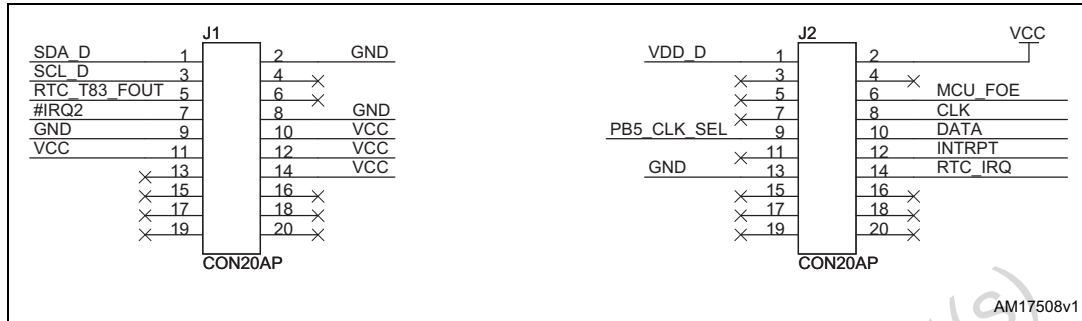 J1 J2 VCC
SDA_D 1 2 GND VDD_D 1 2
SCL_D 3 4 3 4
RTC_T83_FOUT 5 6 5 6 MCU_FOE
#IRQ2 7 8 GND 7 8 CLK
GND 9 10 VCC PB5_CLK_SEL 9 10 DATA
VCC 11 12 VCC 11 12 INTRPT
13 14 VCC GND 13 14 RTC_IRQ
15 16 15 16
17 18 17 18
19 20 19 20
CON20AP CON20AP
AM17508v1